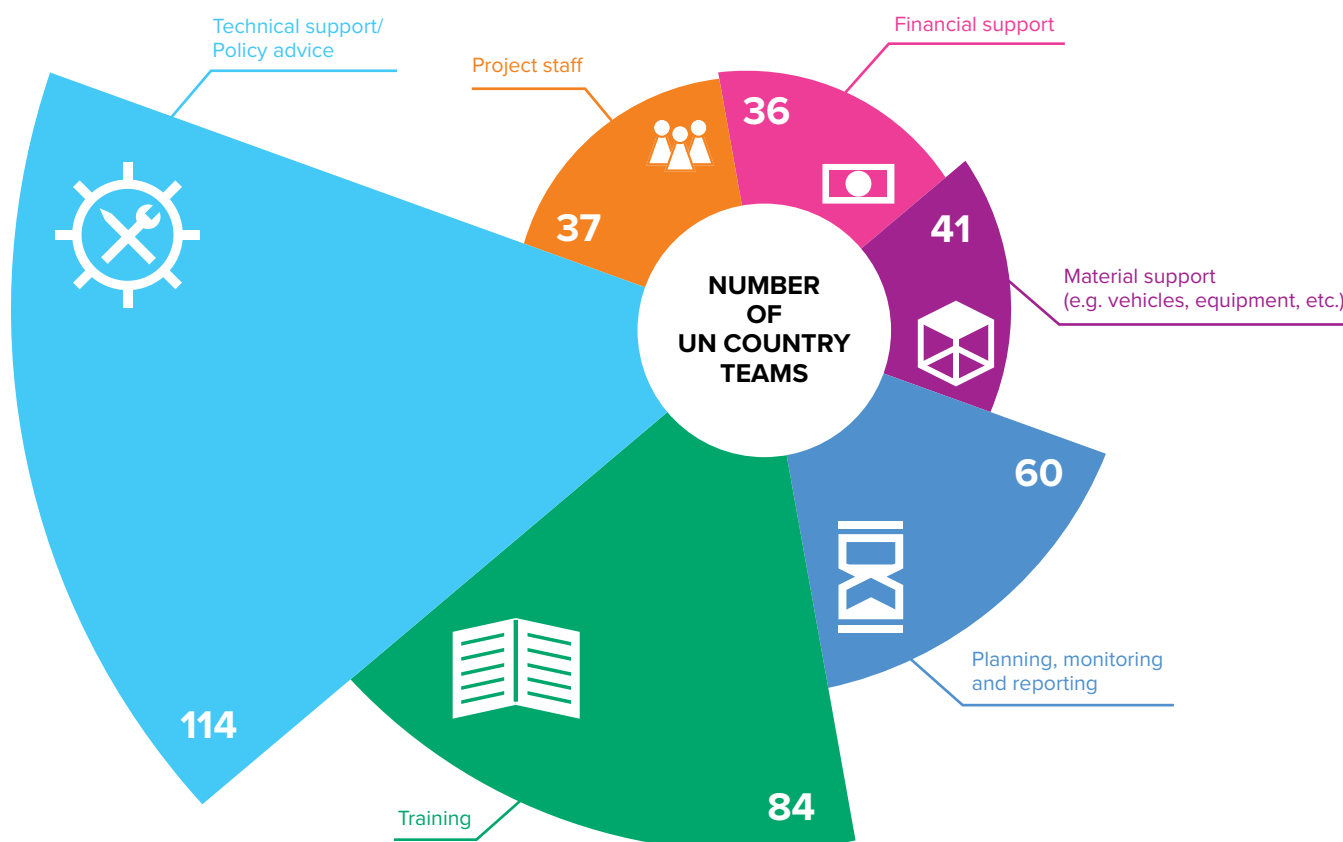 Technical support/
Policy advice
Project staff
Financial support
36
37
41
Material support
(e.g. vehicles, equipment, etc.)
NUMBER
OF
UN COUNTRY
TEAMS
60
Planning, monitoring
and reporting
114
84
Training